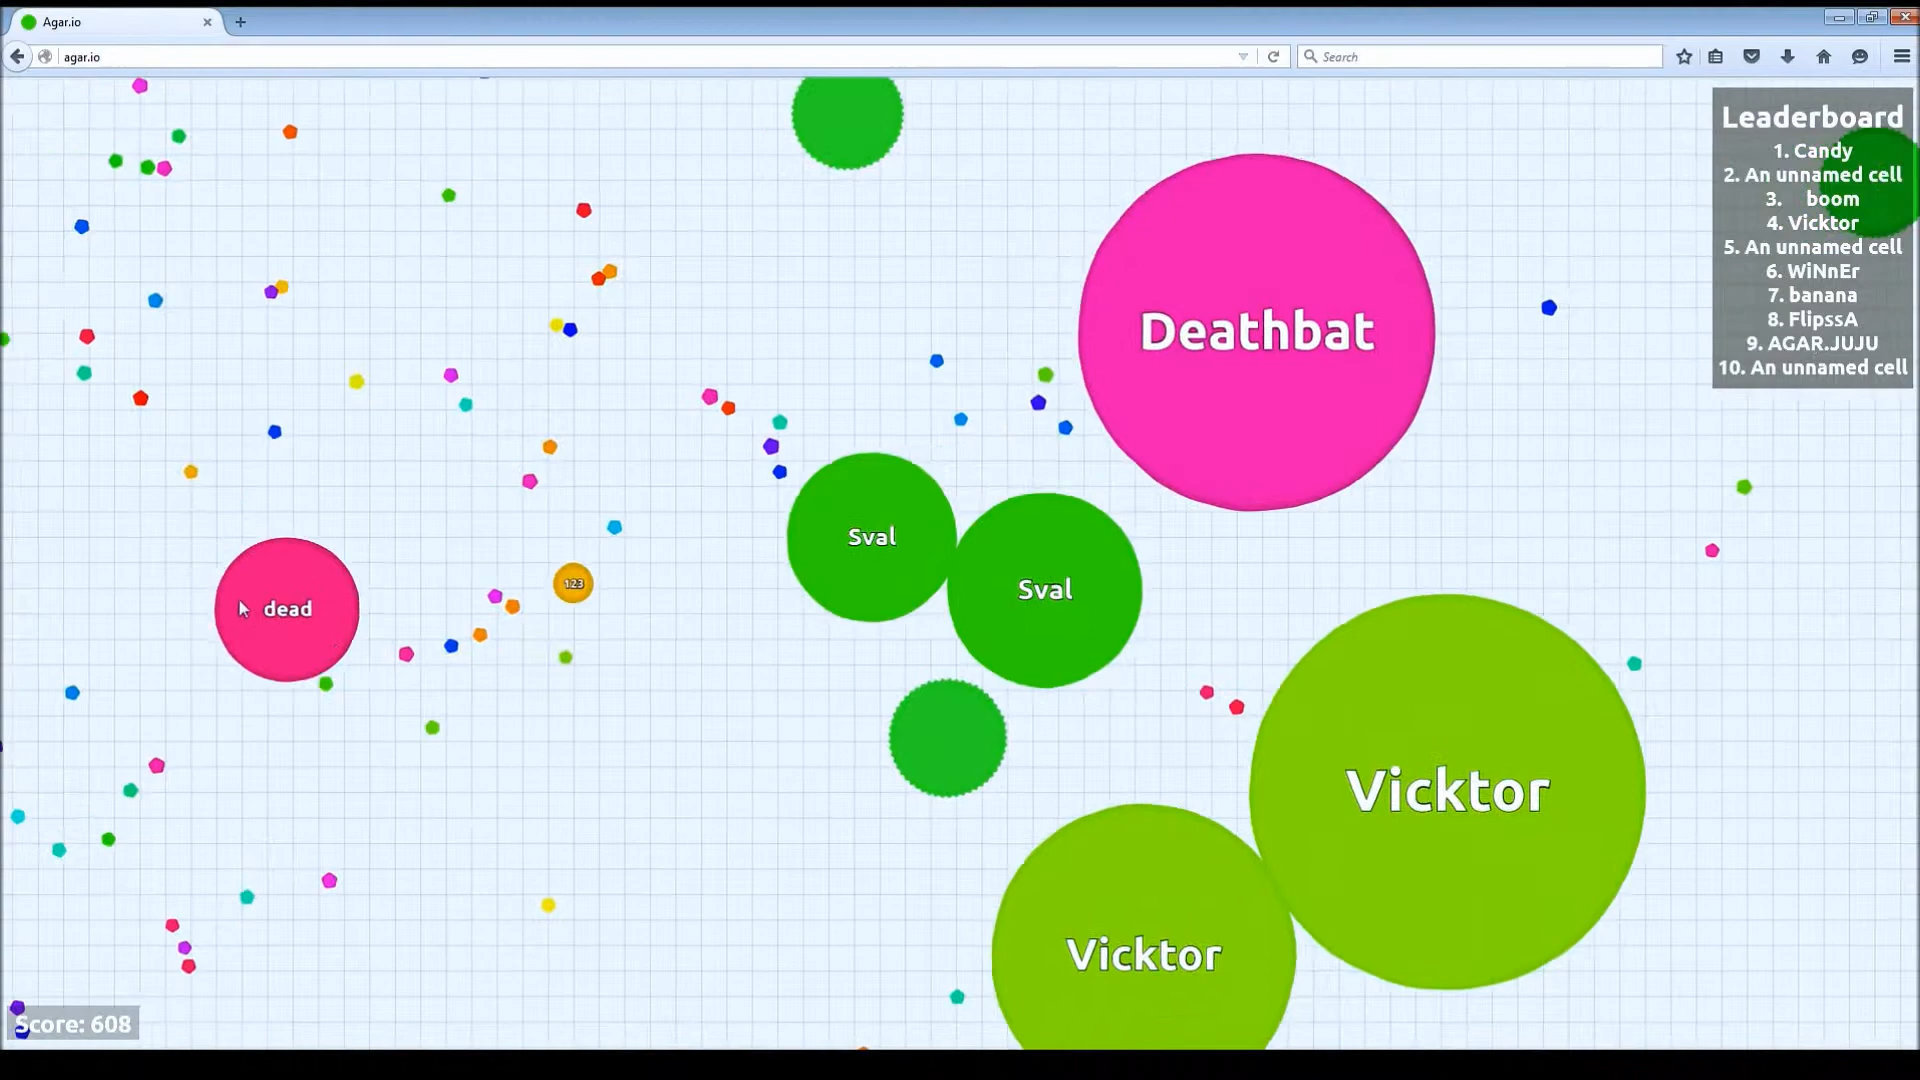 Agar.io
agar.io
Search
Leaderboard
1. Candy
2. An unnamed cell
3. boom
4. Vicktor
5. An unnamed cell
6. WiNnEr
7. banana
8. FlipssA
9. AGAR.JUJU
10. An unnamed cell
Deathbat
Sval
Sval
123
dead
Vicktor
Vicktor
Score: 608